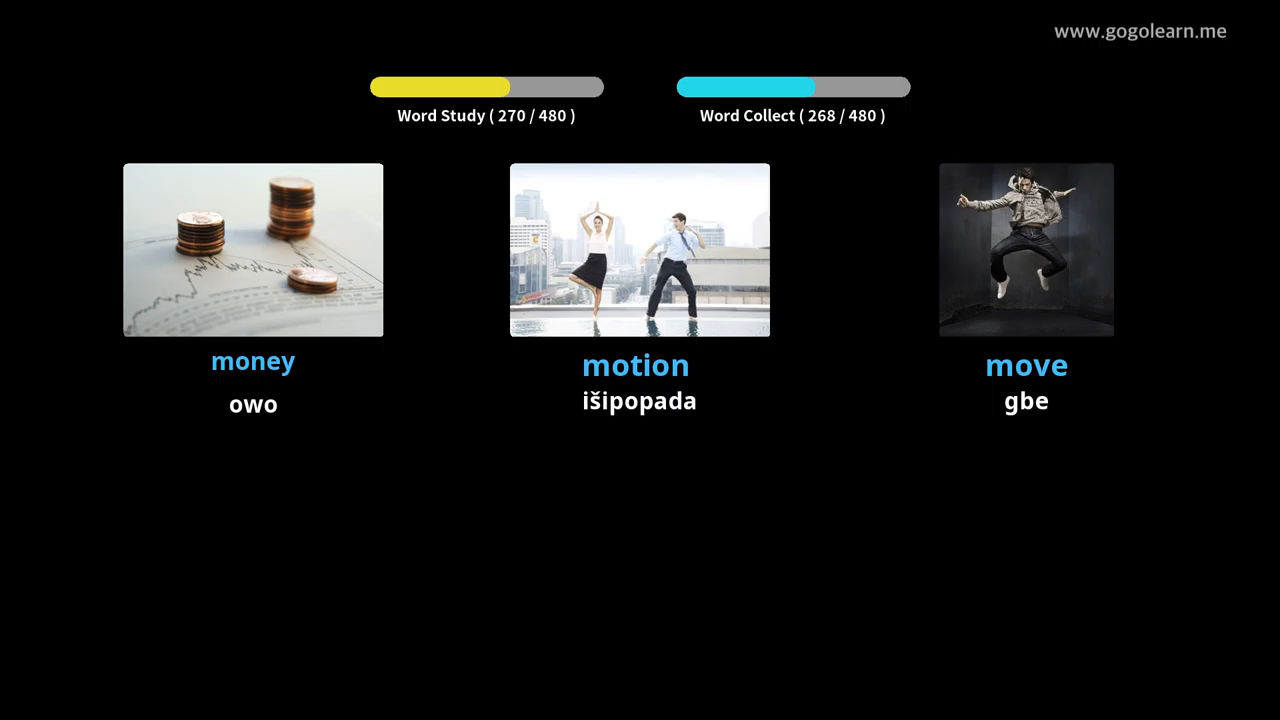 www.gogolearn.me
Word Study ( 270 / 480 )
Word Collect ( 268 / 480 )
money
motion
move
owo
išipopada
gbe